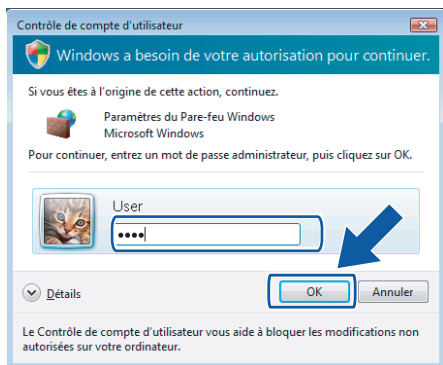 Contrôle de compte d'utilisateur
Windows a besoin de votre autorisation pour continuer.
Si vous êtes à l'origine de cette action, continuez.
Paramètres du Pare-feu Windows
Microsoft Windows
Pour continuer, entrez un mot de passe administrateur, puis cliquez sur OK.
User
••••
Détails
OK
Annuler
Le Contrôle de compte d'utilisateur vous aide à bloquer les modifications non
autorisées sur votre ordinateur.